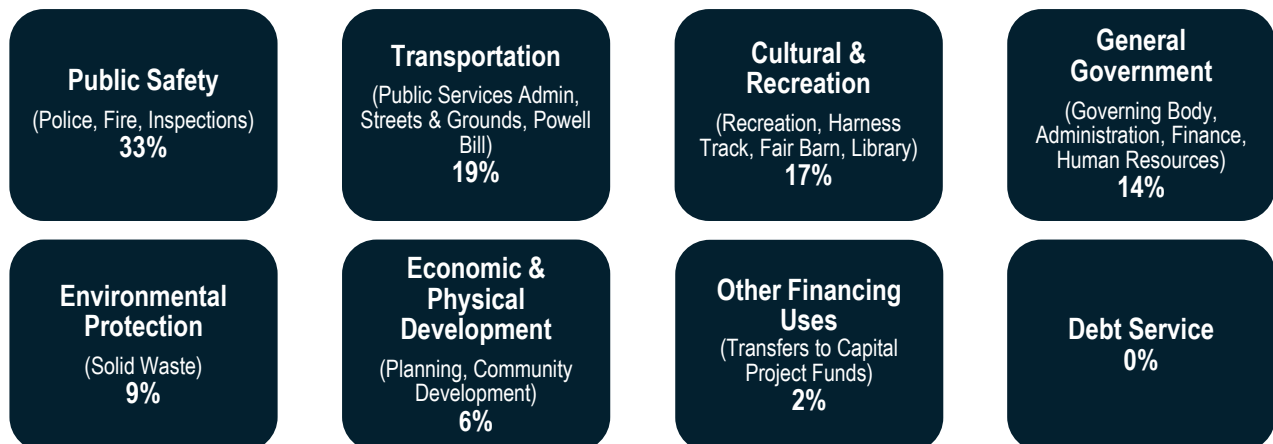 Public Safety
(Police, Fire, Inspections)
33%
Transportation
(Public Services Admin,
Streets & Grounds, Powell
Bill)
19%
Cultural &
Recreation
(Recreation, Harness
Track, Fair Barn, Library)
17%
General
Government
(Governing Body,
Administration, Finance,
Human Resources)
14%
Environmental
Protection
(Solid Waste)
9%
Economic &
Physical
Development
(Planning, Community
Development)
6%
Other Financing
Uses
(Transfers to Capital
Project Funds)
2%
Debt Service
0%